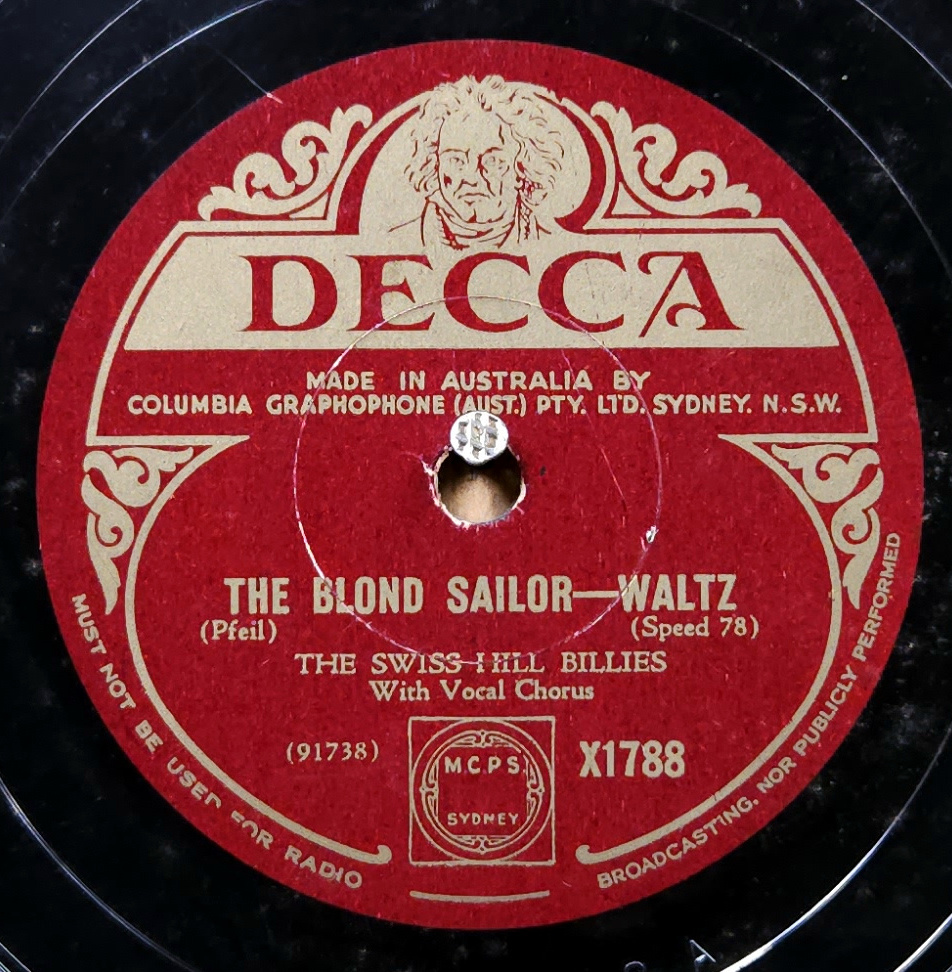 DECCA
MADE IN AUSTRALIA BY
COLUMBIA GRAPHOPHONE (AUST.) PTY. LTD. SYDNEY. N.S.W.
THE BLOND SAILOR—WALTZ
(Pfeil) (Speed 78)
THE SWISS HILL BILLIES
With Vocal Chorus
(91738) X1788
M.C.P.S.
SYDNEY
MUST NOT BE USED FOR RADIO
BROADCASTING, NOR PUBLICLY PERFORMED